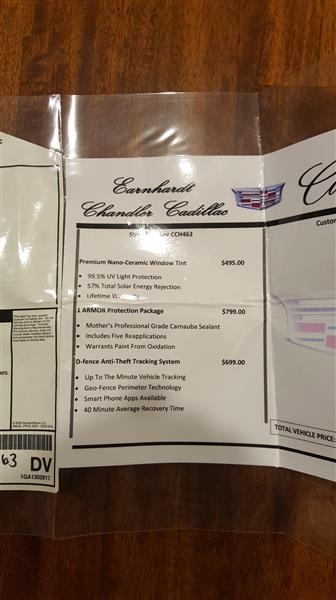 Earnhardt
Chandler Cadillac
CCH463
Premium Nano-Ceramic Window Tint $495.00
99.5% UV Light Protection
57% Total Solar Energy Rejection
Lifetime
1 ARMOR Protection Package $799.00
Mother's Professional Grade Carnauba Sealant
Includes Five Reapplications
Warrants Paint From Oxidation
D-fence Anti-Theft Tracking System $699.00
Up To The Minute Vehicle Tracking
Geo-Fence Perimeter Technology
Smart Phone Apps Available
40 Minute Average Recovery Time
63 DV
1GA1302917
TOTAL VEHICLE PRICE: